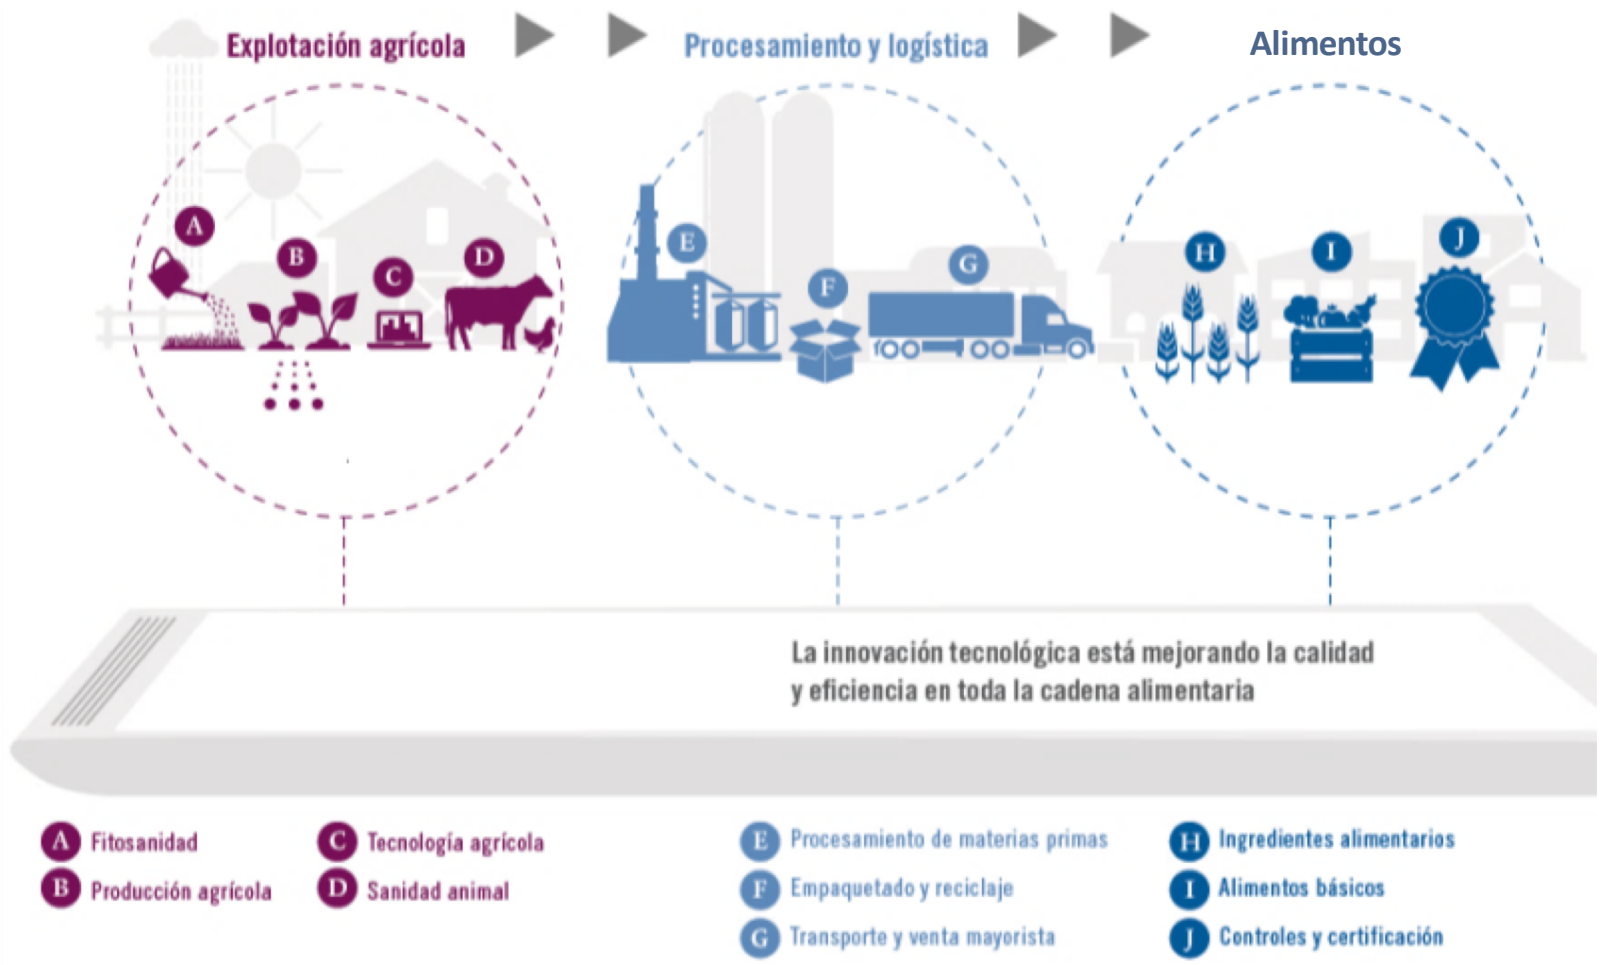 Explotación agrícola
Procesamiento y logística
Alimentos
A
B
C
D
E
F
G
H
I
J
La innovación tecnológica está mejorando la calidad
y eficiencia en toda la cadena alimentaria
A Fitosanidad
B Producción agrícola
C Tecnología agrícola
D Sanidad animal
E Procesamiento de materias primas
F Empaquetado y reciclaje
G Transporte y venta mayorista
H Ingredientes alimentarios
I Alimentos básicos
J Controles y certificación